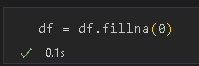 df = df.fillna(0)
✓ 0.1s